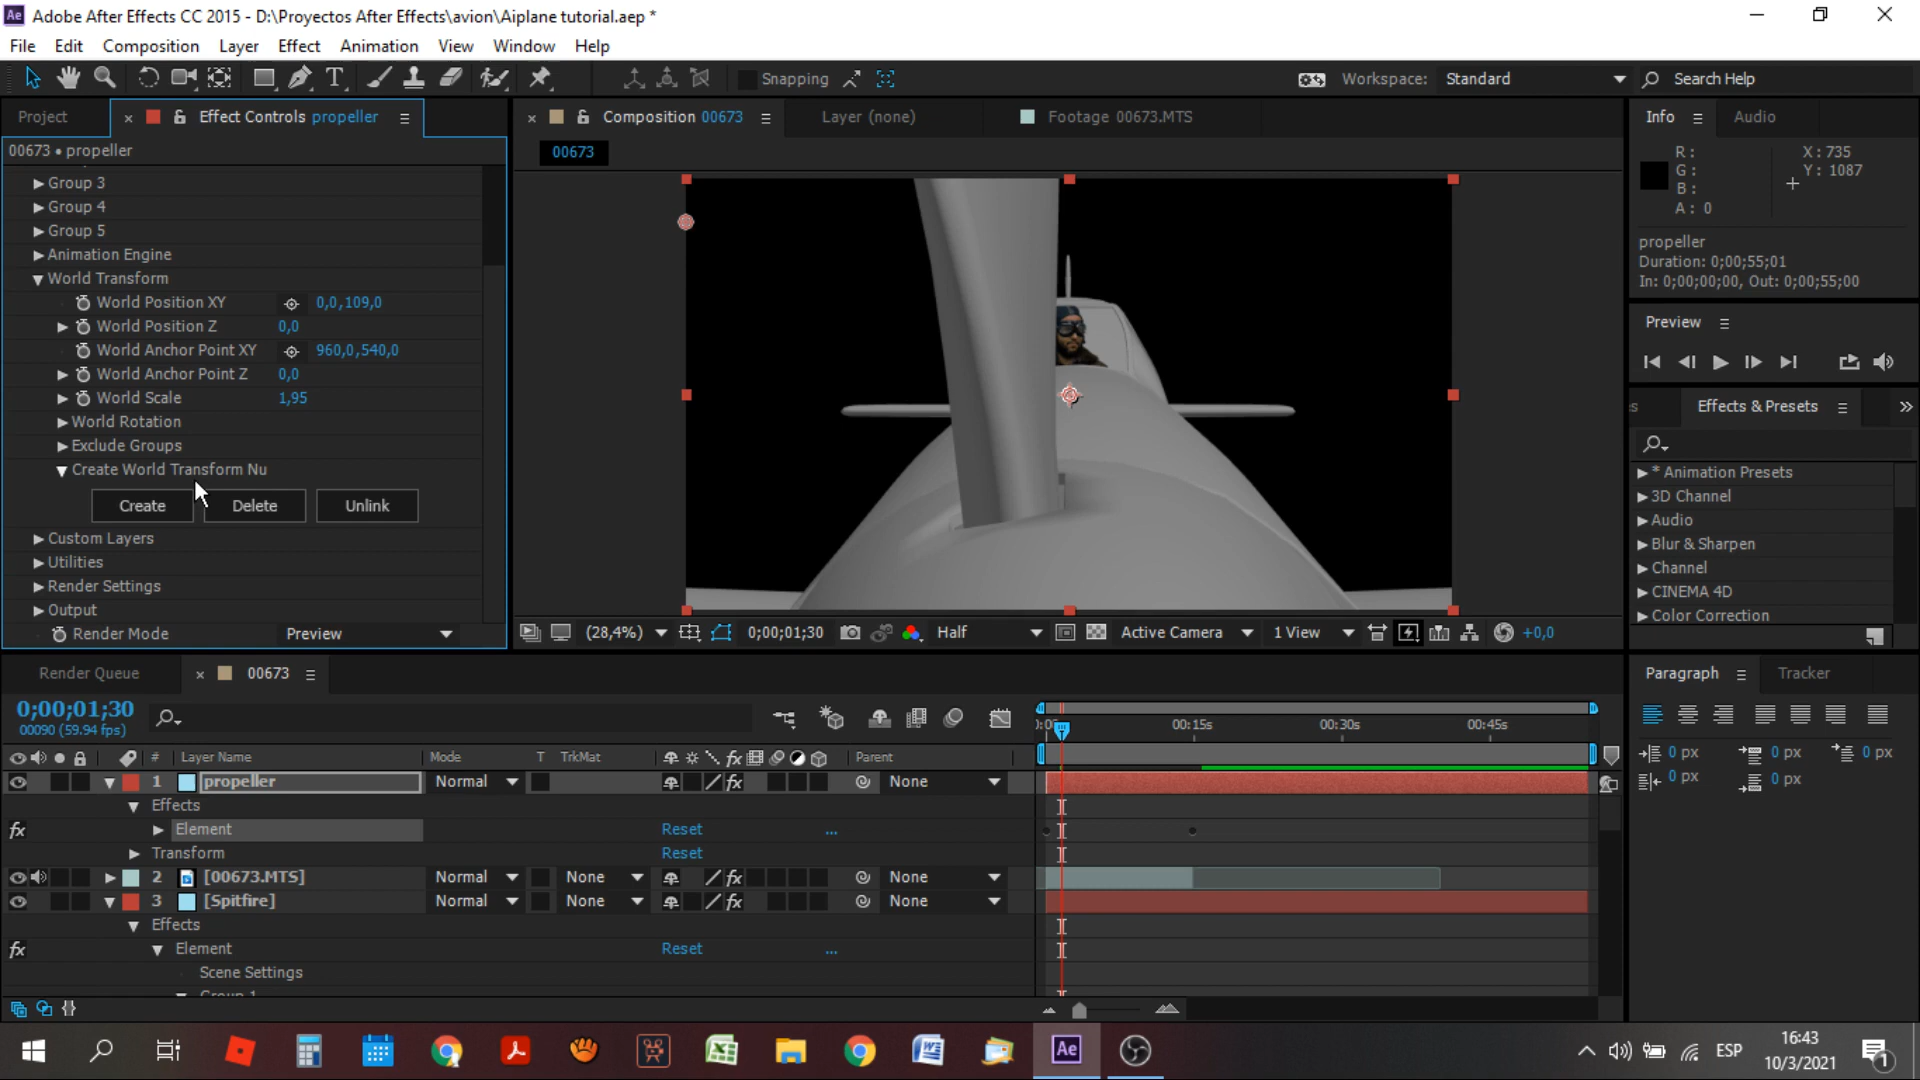 Ae Adobe After Effects CC 2015 - D:\Proyectos After Effects\avion\Aiplane tutorial.aep *
File Edit Composition Layer Effect Animation View Window Help
T Snapping Workspace: Standard Search Help
Project Effect Controls propeller
00673 • propeller
Group 3
Group 4
Group 5
Animation Engine
World Transform
World Position XY 0,0,109,0
World Position Z 0,0
World Anchor Point XY 960,0,540,0
World Anchor Point Z 0,0
World Scale 1,95
World Rotation
Exclude Groups
Create World Transform Nu
Create Delete Unlink
Custom Layers
Utilities
Render Settings
Output
Render Mode Preview
Composition 00673 Layer (none) Footage 00673.MTS
00673
(28,4%) 0;00;01;30 Half Active Camera 1 View +0,0
Info Audio
R: X: 735
G: Y: 1087
B:
A: 0
propeller
Duration: 0;00;55;01
In: 0;00;00;00, Out: 0;00;55;00
Preview
s Effects & Presets
* Animation Presets
3D Channel
Audio
Blur & Sharpen
Channel
CINEMA 4D
Color Correction
Render Queue 00673
0;00;01;30
00090 (59.94 fps)
00:15s 00:30s 00:45s
# Layer Name Mode T TrkMat fx Parent
1 propeller Normal fx None
Effects
fx Element Reset ...
Transform Reset
2 [00673.MTS] Normal None fx None
3 [Spitfire] Normal None fx None
Effects
fx Element Reset ...
Scene Settings
Group 1
Paragraph Tracker
0 px 0 px 0 px
0 px 0 px
Ae ESP 16:43
10/3/2021
1